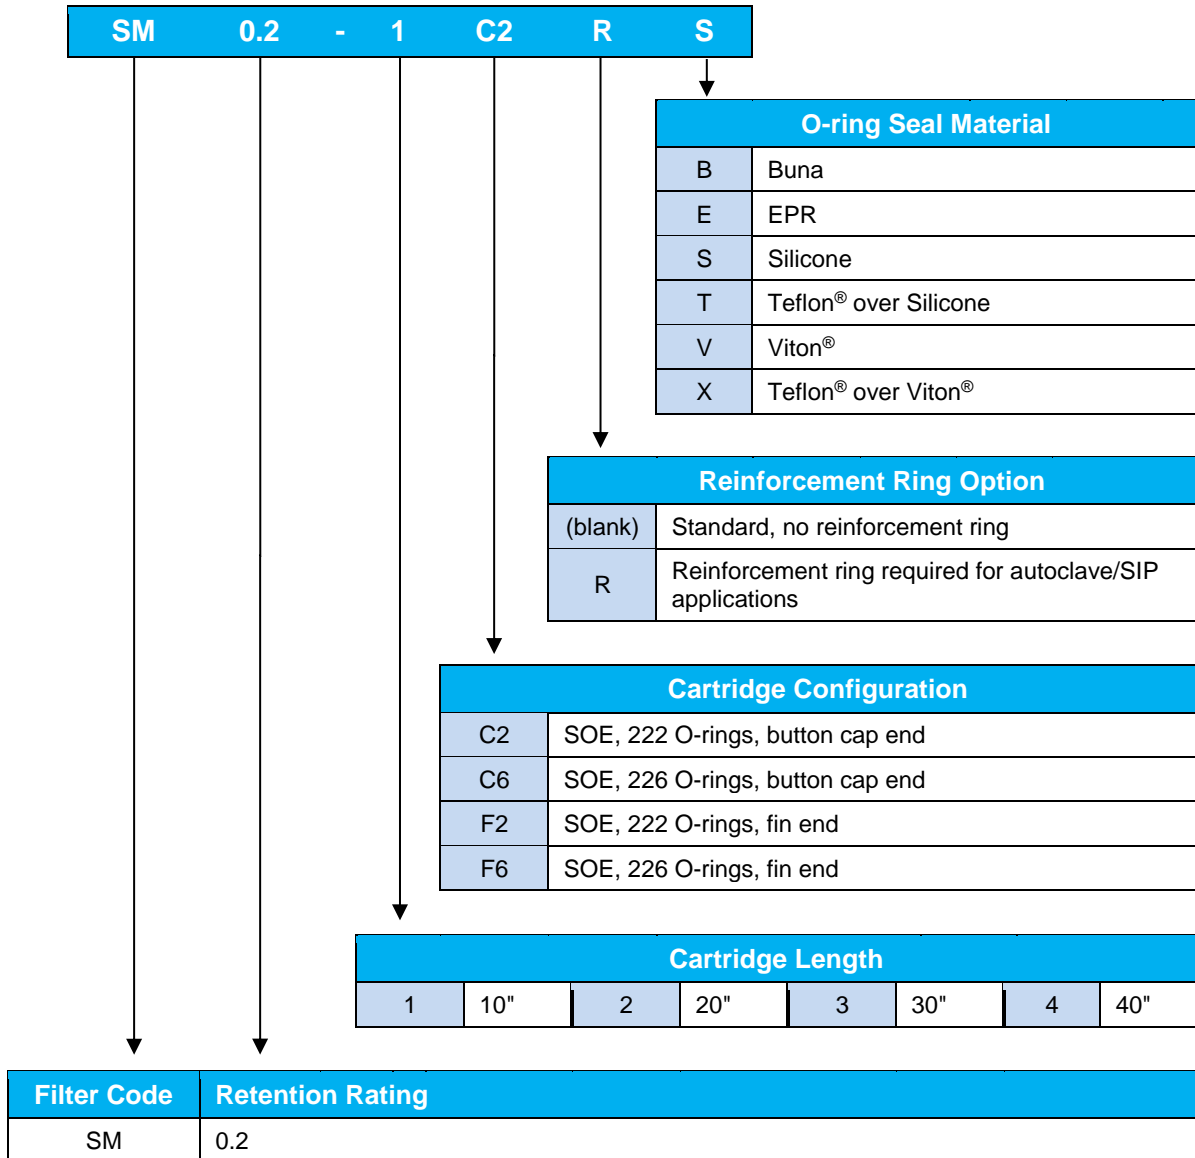 SM 0.2 - 1 C2 R S
O-ring Seal Material
B Buna
E EPR
S Silicone
T Teflon® over Silicone
V Viton®
X Teflon® over Viton®
Reinforcement Ring Option
(blank) Standard, no reinforcement ring
R Reinforcement ring required for autoclave/SIP
applications
Cartridge Configuration
C2 SOE, 222 O-rings, button cap end
C6 SOE, 226 O-rings, button cap end
F2 SOE, 222 O-rings, fin end
F6 SOE, 226 O-rings, fin end
Cartridge Length
1 10" 2 20" 3 30" 4 40"
Filter Code Retention Rating
SM 0.2